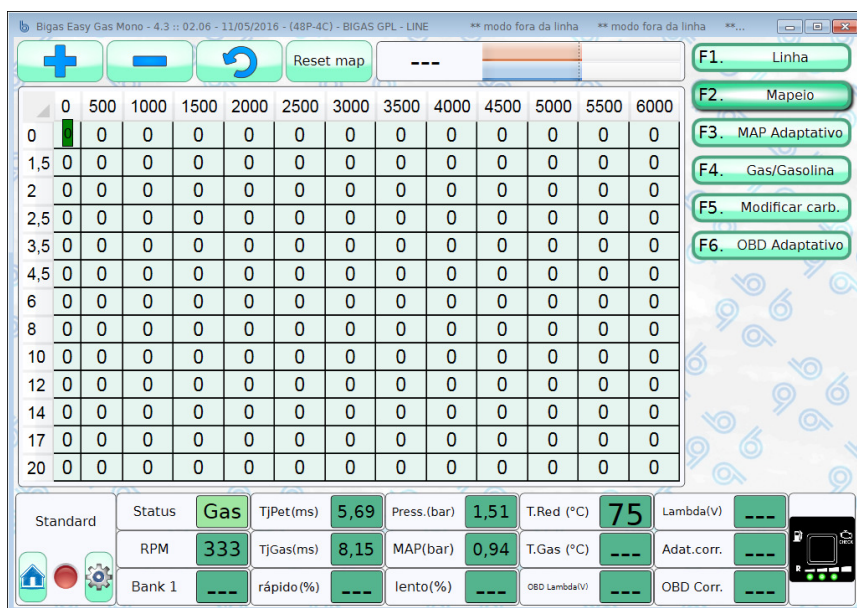 Bigas Easy Gas Mono - 4.3 :: 02.06 - 11/05/2016 - (48P-4C) - BIGAS GPL - LINE ** modo fora da linha ** modo fora da linha **...
Reset map ---
F1. Linha
F2. Mapeio
F3. MAP Adaptativo
F4. Gas/Gasolina
F5. Modificar carb.
F6. OBD Adaptativo
0 500 1000 1500 2000 2500 3000 3500 4000 4500 5000 5500 6000
0 0 0 0 0 0 0 0 0 0 0 0 0 0
1,5 0 0 0 0 0 0 0 0 0 0 0 0 0
2 0 0 0 0 0 0 0 0 0 0 0 0 0
2,5 0 0 0 0 0 0 0 0 0 0 0 0 0
3,5 0 0 0 0 0 0 0 0 0 0 0 0 0
4,5 0 0 0 0 0 0 0 0 0 0 0 0 0
6 0 0 0 0 0 0 0 0 0 0 0 0 0
8 0 0 0 0 0 0 0 0 0 0 0 0 0
10 0 0 0 0 0 0 0 0 0 0 0 0 0
12 0 0 0 0 0 0 0 0 0 0 0 0 0
14 0 0 0 0 0 0 0 0 0 0 0 0 0
17 0 0 0 0 0 0 0 0 0 0 0 0 0
20 0 0 0 0 0 0 0 0 0 0 0 0 0
Standard
Status Gas TjPet(ms) 5,69 Press.(bar) 1,51 T.Red (°C) 75 Lambda(V) ---
RPM 333 TjGas(ms) 8,15 MAP(bar) 0,94 T.Gas (°C) --- Adat.corr. ---
Bank 1 --- rápido(%) --- lento(%) --- OBD Lambda(V) --- OBD Corr. ---
CHECK
R